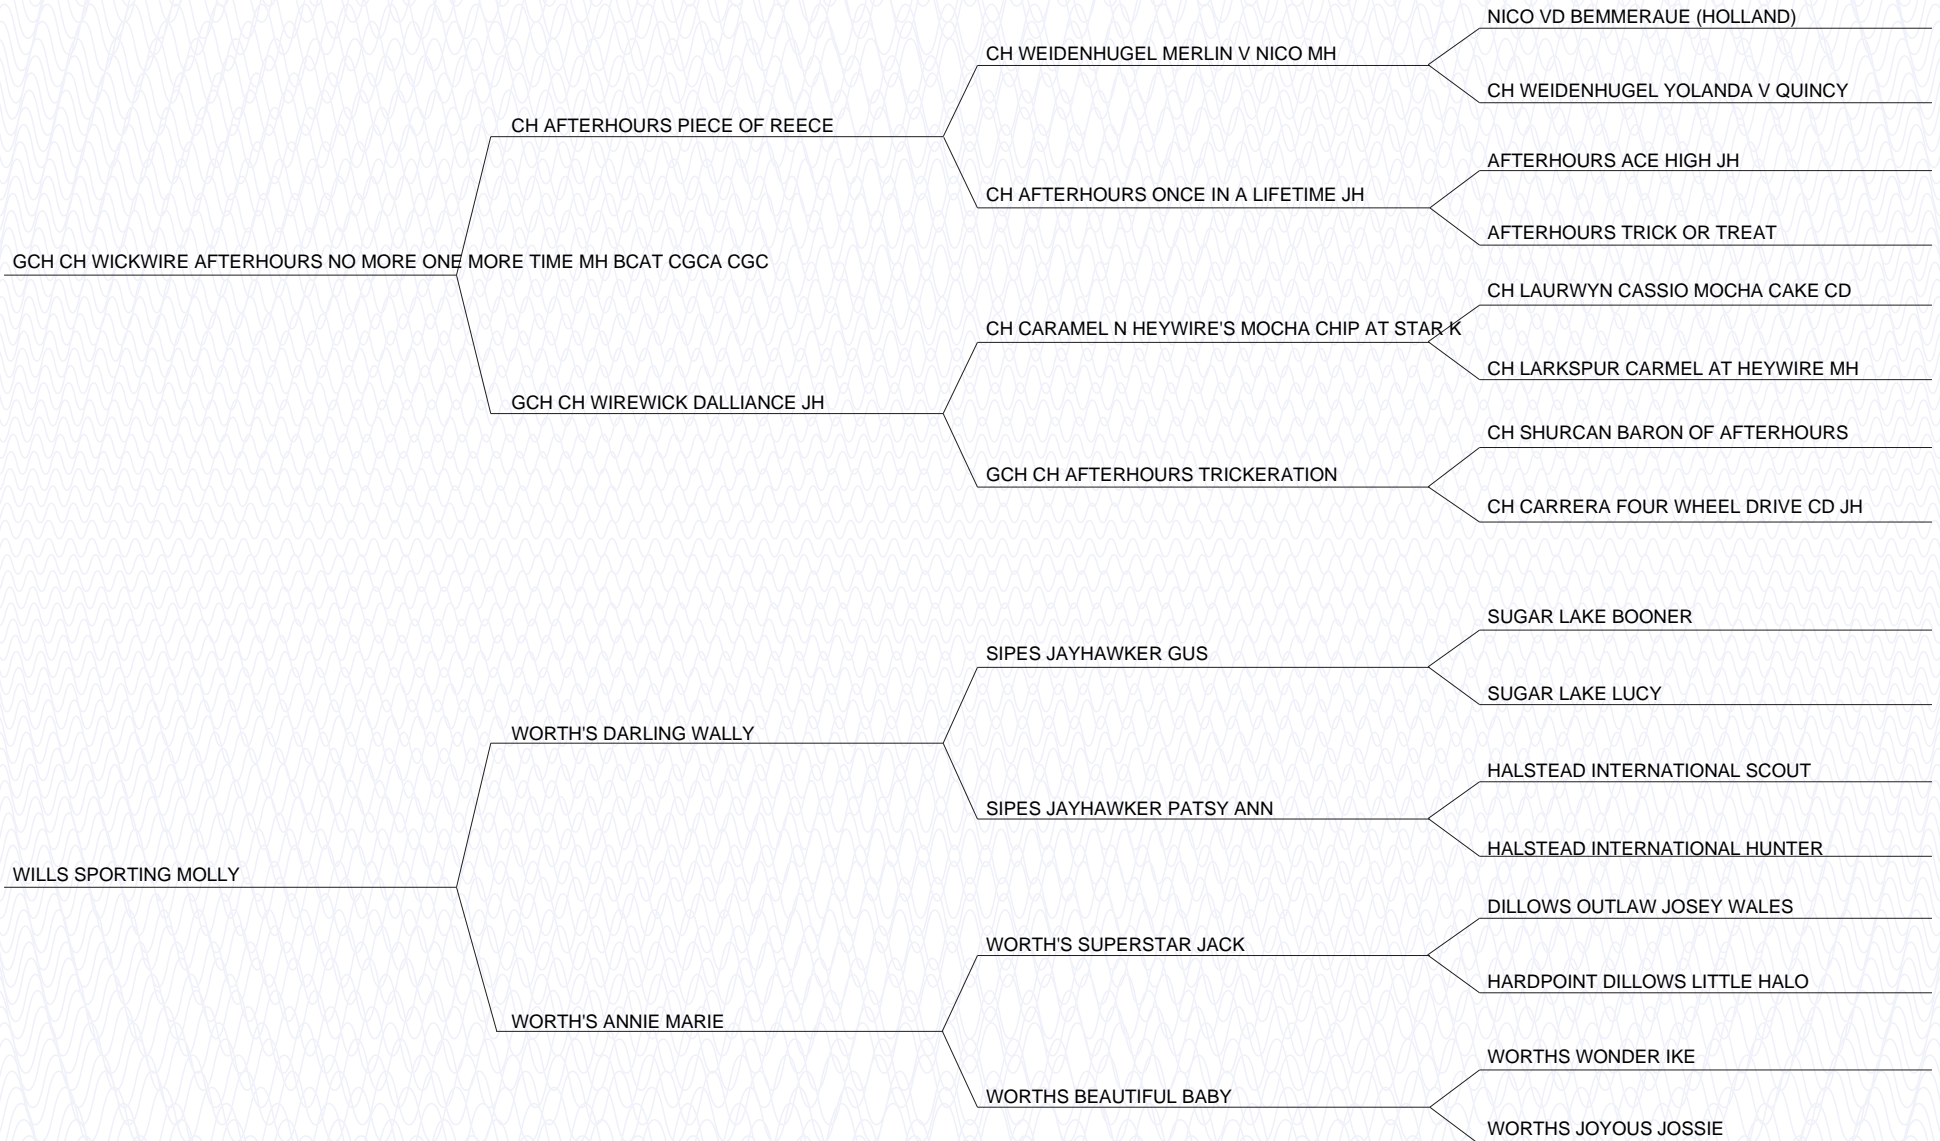 NICO VD BEMMERAUE (HOLLAND)
CH WEIDENHUGEL MERLIN V NICO MH
CH WEIDENHUGEL YOLANDA V QUINCY
CH AFTERHOURS PIECE OF REECE
AFTERHOURS ACE HIGH JH
CH AFTERHOURS ONCE IN A LIFETIME JH
AFTERHOURS TRICK OR TREAT
GCH CH WICKWIRE AFTERHOURS NO MORE ONE MORE TIME MH BCAT CGCA CGC
CH LAURWYN CASSIO MOCHA CAKE CD
CH CARAMEL N HEYWIRE'S MOCHA CHIP AT STAR K
CH LARKSPUR CARMEL AT HEYWIRE MH
GCH CH WIREWICK DALLIANCE JH
CH SHURCAN BARON OF AFTERHOURS
GCH CH AFTERHOURS TRICKERATION
CH CARRERA FOUR WHEEL DRIVE CD JH
SUGAR LAKE BOONER
SIPES JAYHAWKER GUS
SUGAR LAKE LUCY
WORTH'S DARLING WALLY
HALSTEAD INTERNATIONAL SCOUT
SIPES JAYHAWKER PATSY ANN
HALSTEAD INTERNATIONAL HUNTER
WILLS SPORTING MOLLY
DILLOWS OUTLAW JOSEY WALES
WORTH'S SUPERSTAR JACK
HARDPOINT DILLOWS LITTLE HALO
WORTH'S ANNIE MARIE
WORTHS WONDER IKE
WORTHS BEAUTIFUL BABY
WORTHS JOYOUS JOSSIE